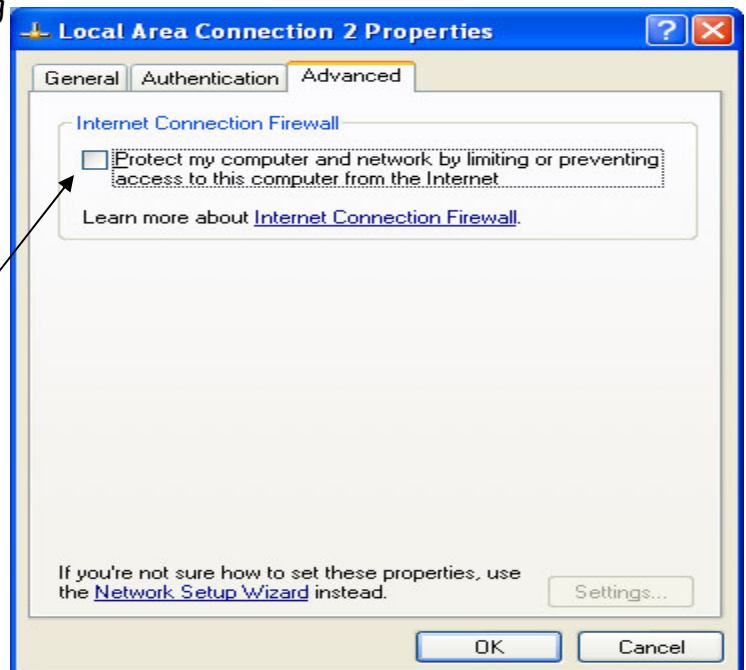 Local Area Connection 2 Properties
General Authentication Advanced
Internet Connection Firewall
Protect my computer and network by limiting or preventing
access to this computer from the Internet
Learn more about Internet Connection Firewall.
If you're not sure how to set these properties, use
the Network Setup Wizard instead.
Settings...
OK Cancel